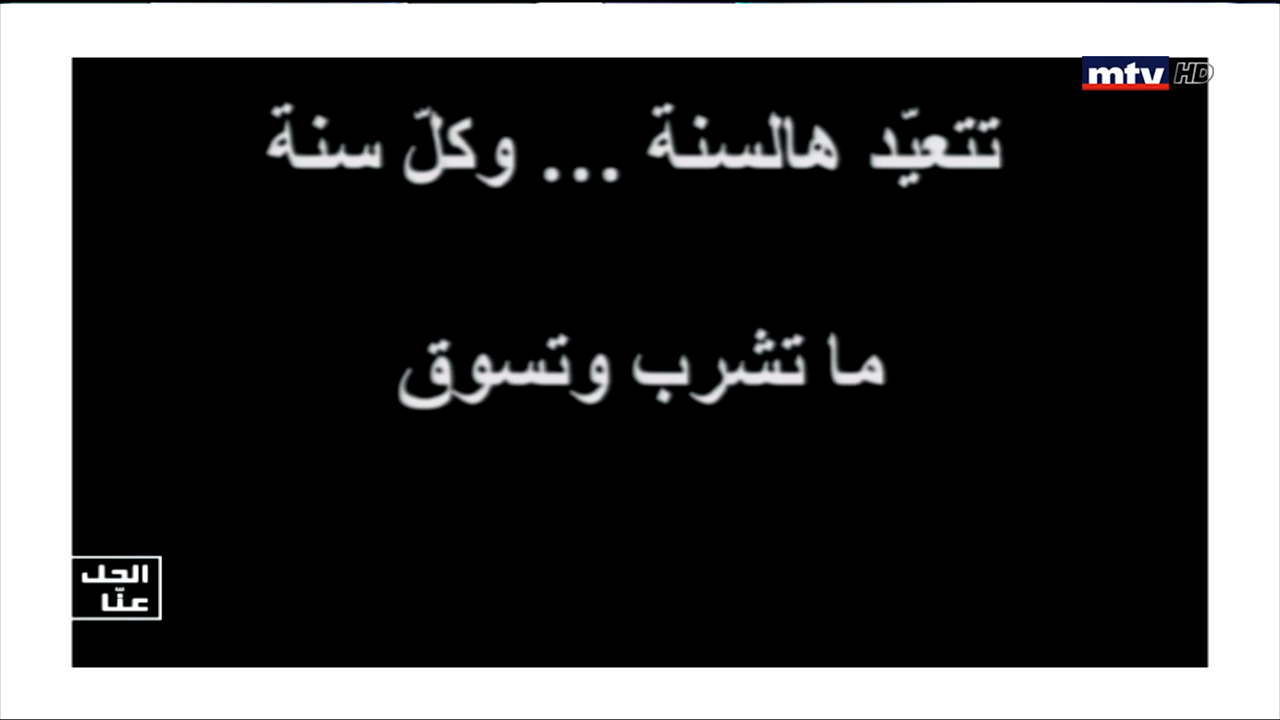 mtv HD
تتعيّد هالسنة ... وكلّ سنة
ما تشرب وتسوق
الحل
عنّا